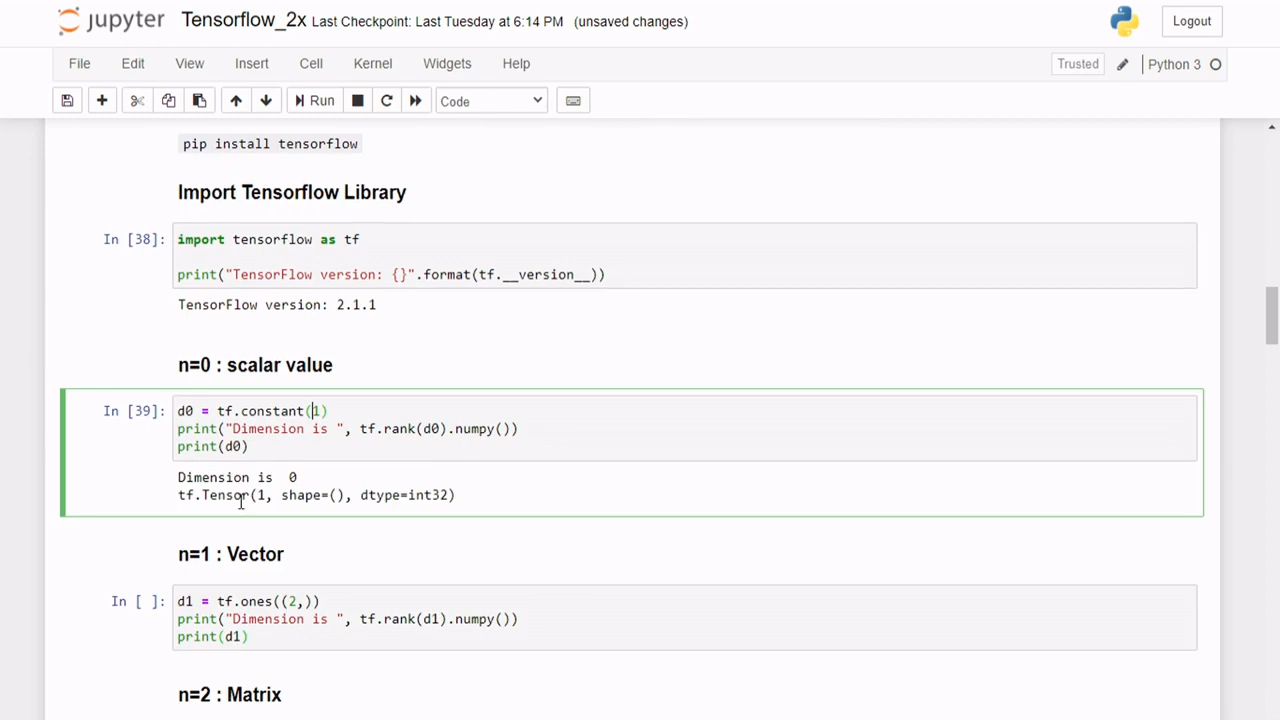 jupyter Tensorflow_2x Last Checkpoint: Last Tuesday at 6:14 PM (unsaved changes) Logout
File Edit View Insert Cell Kernel Widgets Help Trusted Python 3
Run Code
pip install tensorflow
Import Tensorflow Library
In [38]: import tensorflow as tf
print("TensorFlow version: {}".format(tf.__version__))
TensorFlow version: 2.1.1
n=0 : scalar value
In [39]: d0 = tf.constant(1)
print("Dimension is ", tf.rank(d0).numpy())
print(d0)
Dimension is  0
tf.Tensor(1, shape=(), dtype=int32)
n=1 : Vector
In [ ]: d1 = tf.ones((2,))
print("Dimension is ", tf.rank(d1).numpy())
print(d1)
n=2 : Matrix